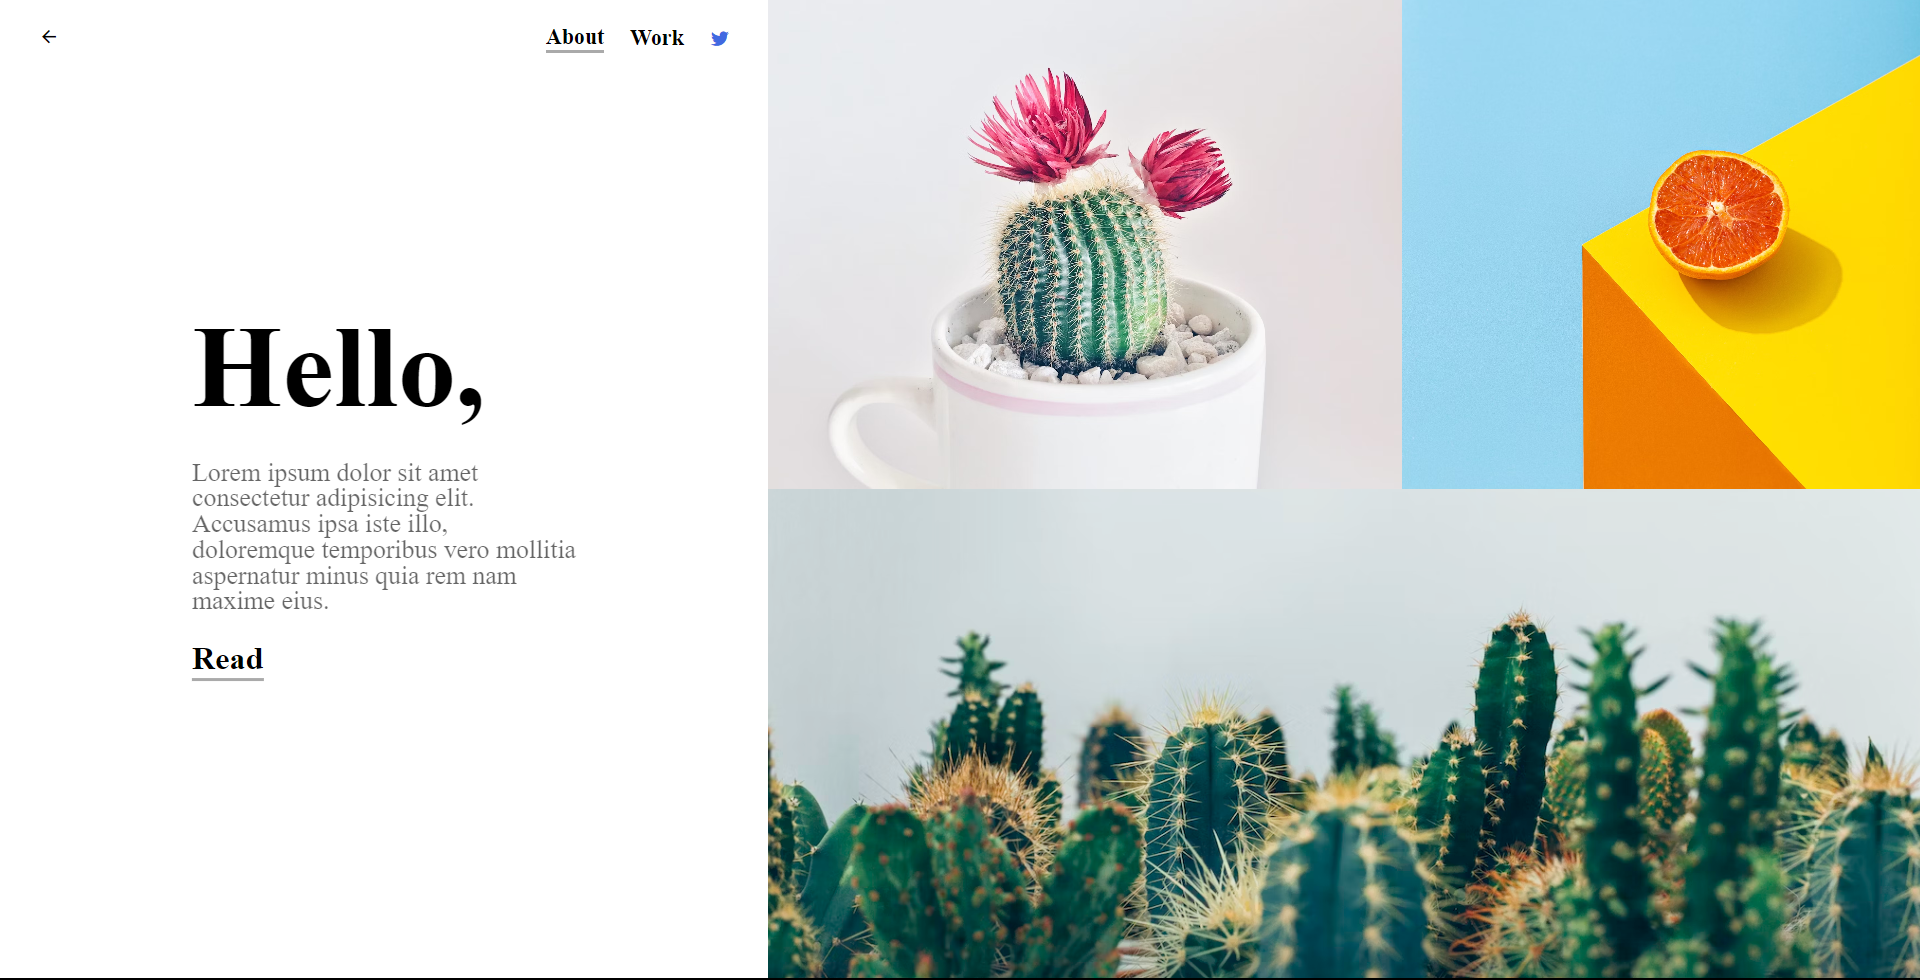 About Work
Hello,
Lorem ipsum dolor sit amet
consectetur adipisicing elit.
Accusamus ipsa iste illo,
doloremque temporibus vero mollitia
aspernatur minus quia rem nam
maxime eius.
Read